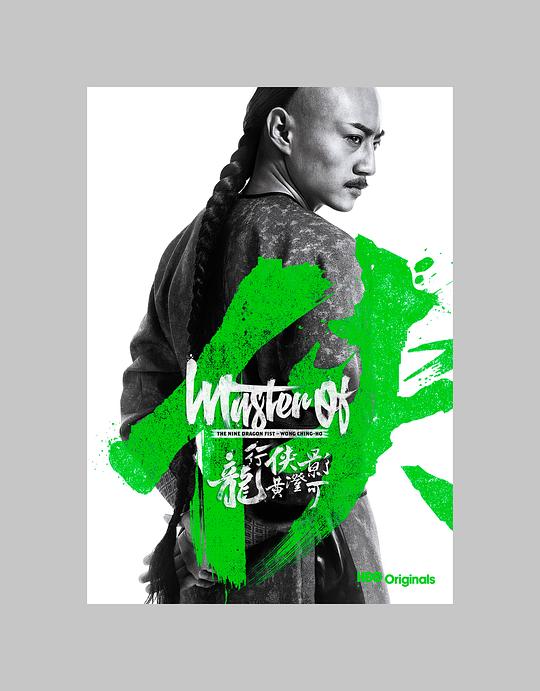 Master Of
THE NINE DRAGON FIST – WONG CHING-HO
龍行俠影
黃澄可
HBO Originals